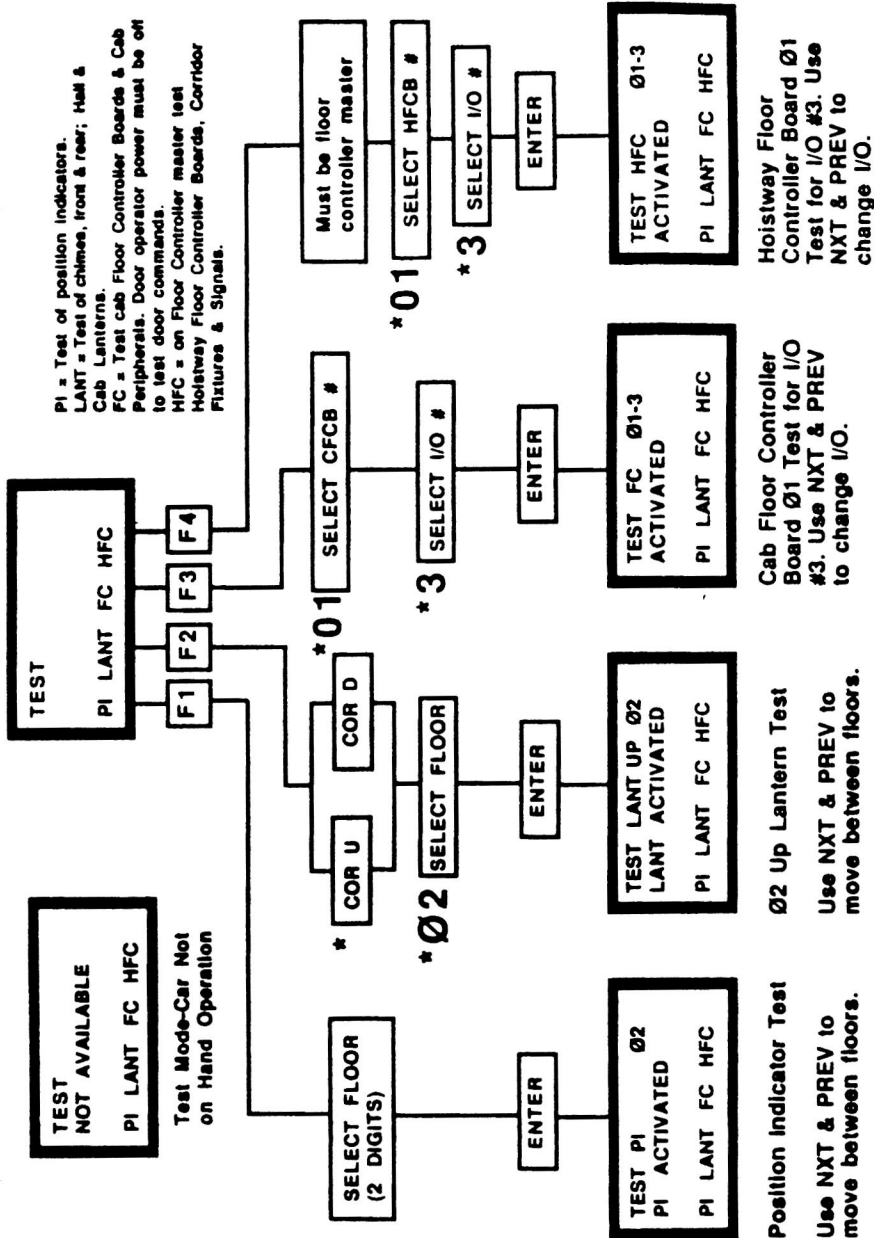 TEST
NOT AVAILABLE
PI LANT FC HFC
Test Mode-Car Not
on Hand Operation
TEST
PI LANT FC HFC
PI = Test of position indicators.
LANT = Test of chimes, front & rear; Hall &
Cab Lanterns.
FC = Test cab Floor Controller Boards & Cab
Peripherals. Door operator power must be off
to test door commands.
HFC = on Floor Controller master test
Hoistway Floor Controller Boards, Corridor
Fixtures & Signals.
F1
F2
F3
F4
SELECT FLOOR
(2 DIGITS)
ENTER
TEST PI Ø2
PI ACTIVATED
PI LANT FC HFC
Position Indicator Test
Use NXT & PREV to
move between floors.
* COR U
COR D
*Ø2 SELECT FLOOR
ENTER
TEST LANT UP Ø2
LANT ACTIVATED
PI LANT FC HFC
Ø2 Up Lantern Test
Use NXT & PREV to
move between floors.
*01 SELECT CFCB #
*3 SELECT I/O #
ENTER
TEST FC Ø1-3
ACTIVATED
PI LANT FC HFC
Cab Floor Controller
Board Ø1 Test for I/O
#3. Use NXT & PREV
to change I/O.
Must be floor
controller master
*01 SELECT HFCB #
*3 SELECT I/O #
ENTER
TEST HFC Ø1-3
ACTIVATED
PI LANT FC HFC
Hoistway Floor
Controller Board Ø1
Test for I/O #3. Use
NXT & PREV to
change I/O.